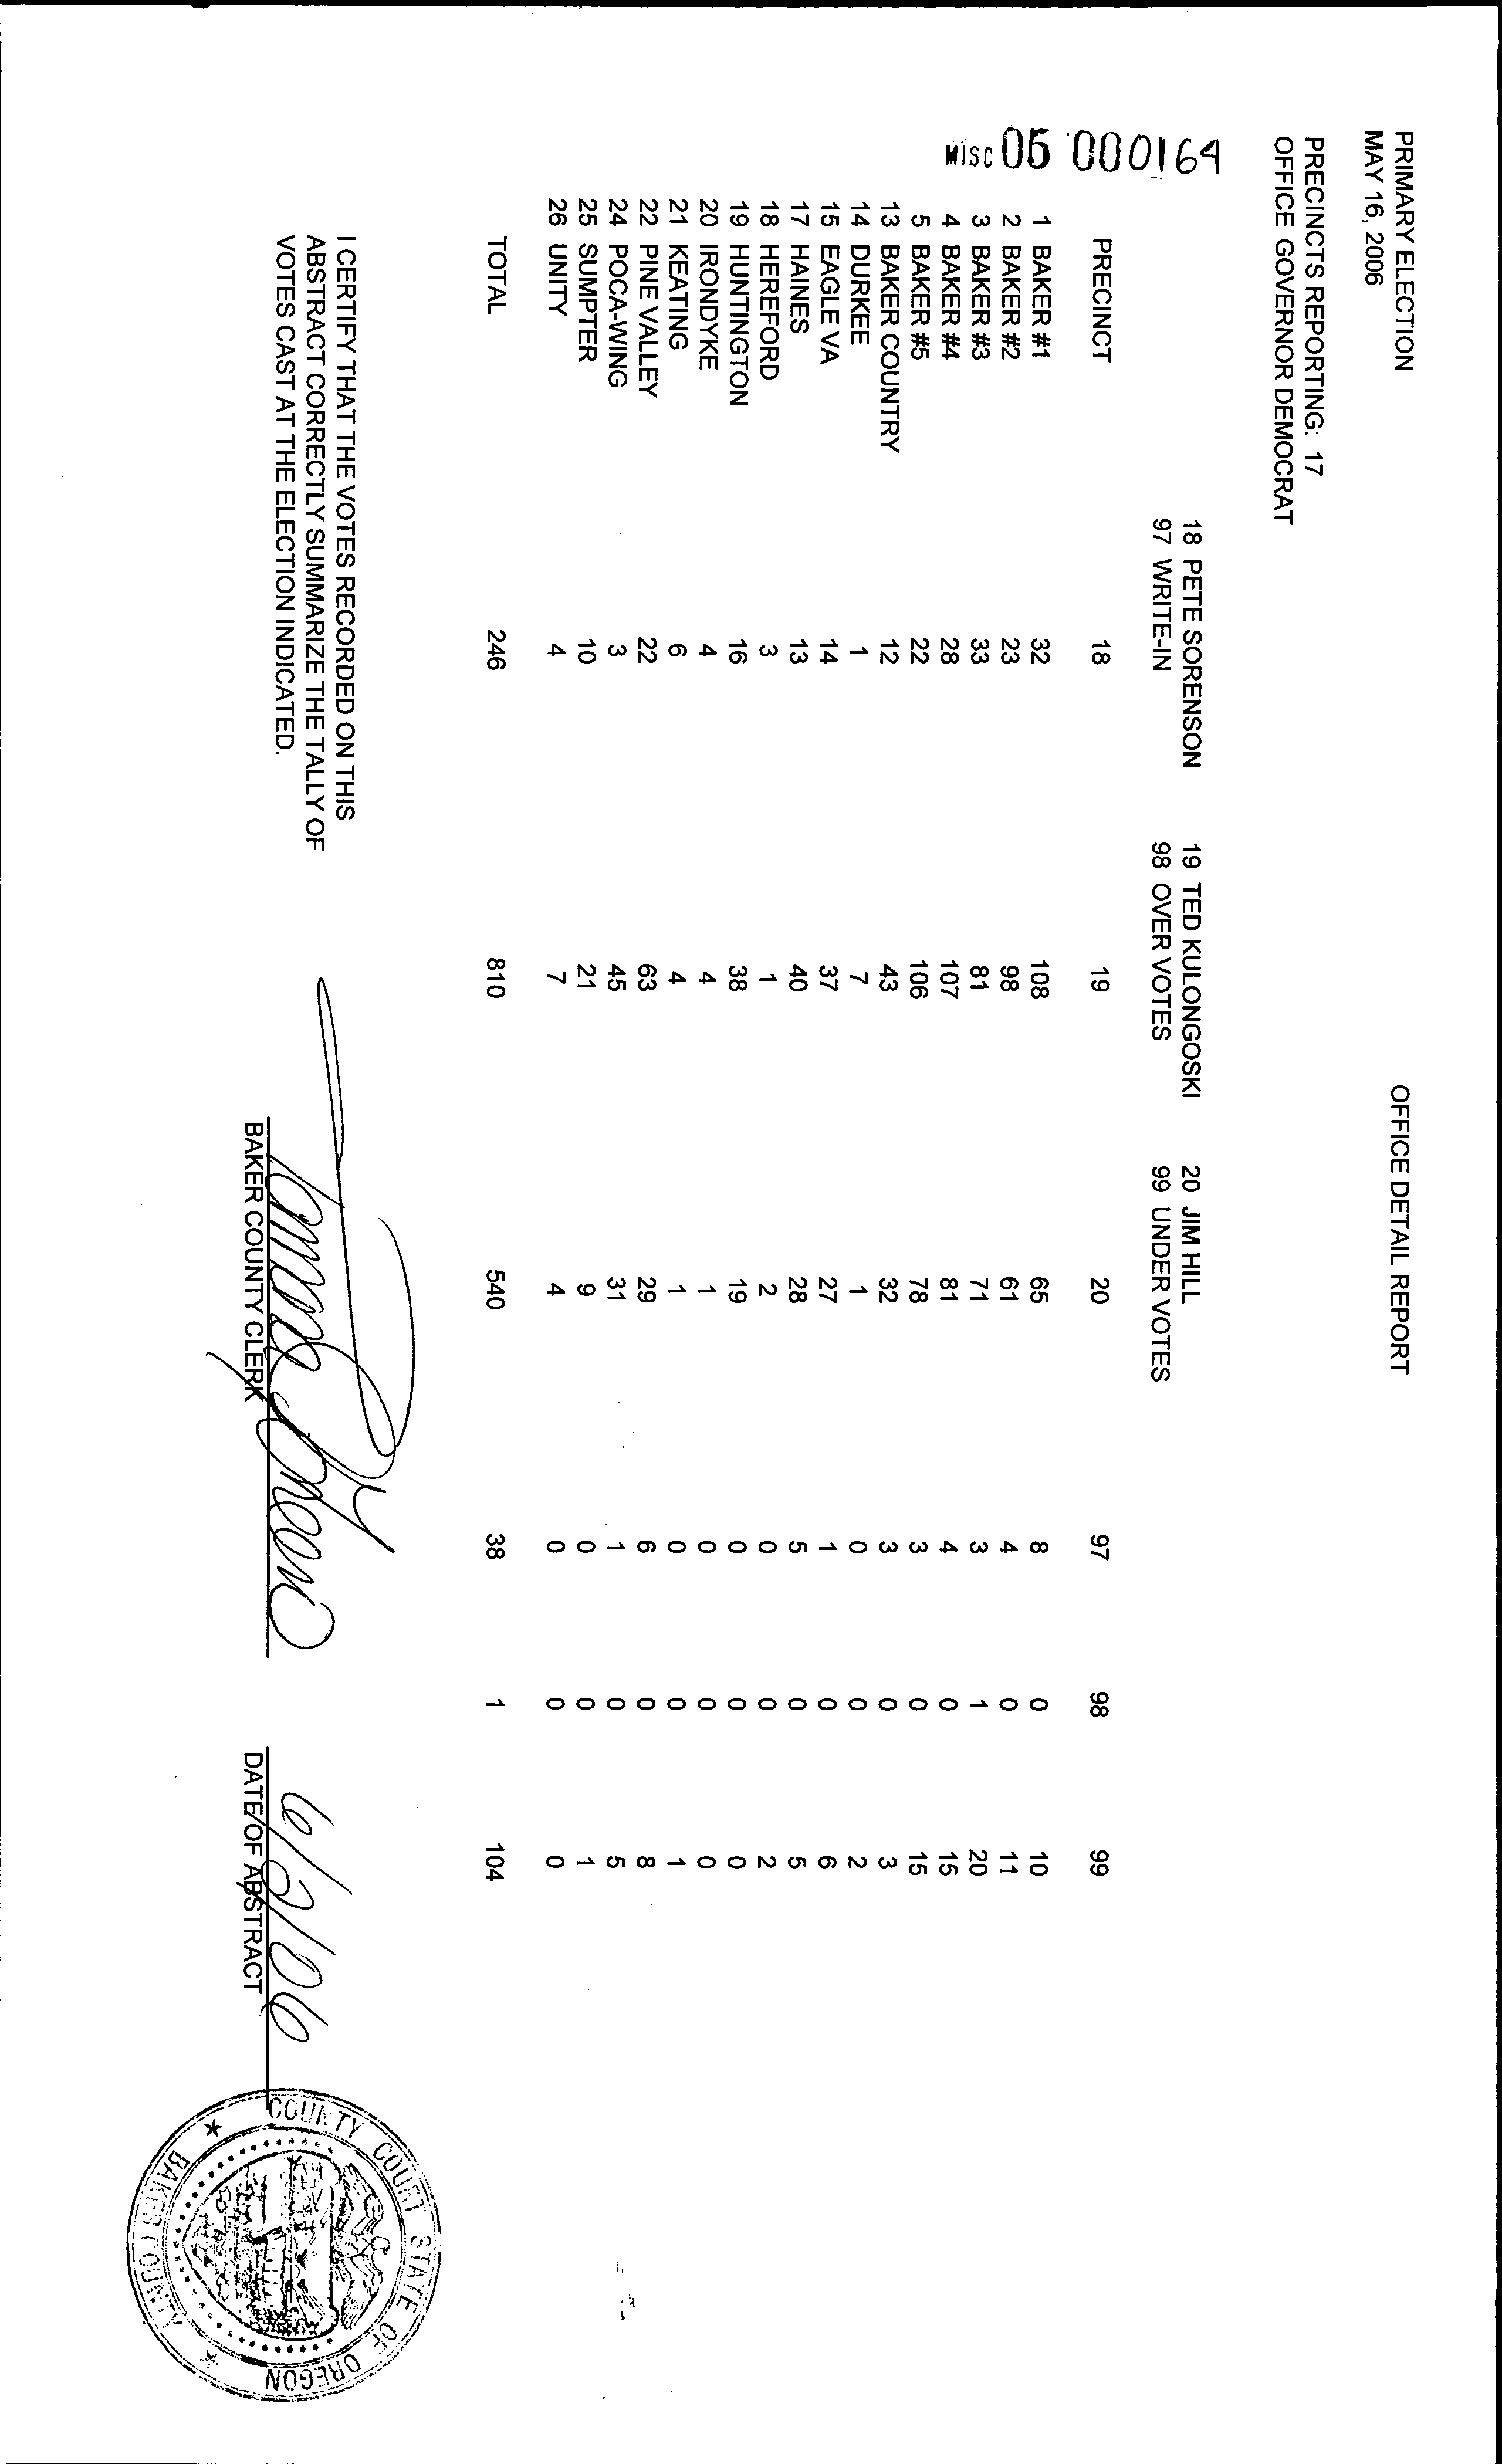 PRIMARY ELECTION OFFICE DETAIL REPORT
MAY 16, 2006
PRECINCTS REPORTING: 17
OFFICE GOVERNOR DEMOCRAT
MISC 06 000164
18 PETE SORENSON 19 TED KULONGOSKI 20 JIM HILL
97 WRITE-IN 98 OVER VOTES 99 UNDER VOTES
PRECINCT 18 19 20 97 98 99
1 BAKER #1 32 108 65 8 0 10
2 BAKER #2 23 98 61 4 0 11
3 BAKER #3 33 81 71 3 1 20
4 BAKER #4 28 107 81 4 0 15
5 BAKER #5 22 106 78 3 0 15
13 BAKER COUNTRY 12 43 32 3 0 3
14 DURKEE 1 7 1 0 0 2
15 EAGLE VA 14 37 27 1 0 6
17 HAINES 13 40 28 5 0 5
18 HEREFORD 3 1 2 0 0 2
19 HUNTINGTON 16 38 19 0 0 0
20 IRONDYKE 4 4 1 0 0 0
21 KEATING 6 4 1 0 0 1
22 PINE VALLEY 22 63 29 6 0 8
24 POCA-WING 3 45 31 1 0 5
25 SUMPTER 10 21 9 0 0 1
26 UNITY 4 7 4 0 0 0
TOTAL 246 810 540 38 1 104
I CERTIFY THAT THE VOTES RECORDED ON THIS
ABSTRACT CORRECTLY SUMMARIZE THE TALLY OF
VOTES CAST AT THE ELECTION INDICATED.
6/2/06
BAKER COUNTY CLERK DATE OF ABSTRACT
COUNTY COURT STATE OF OREGON
BAKER COUNTY